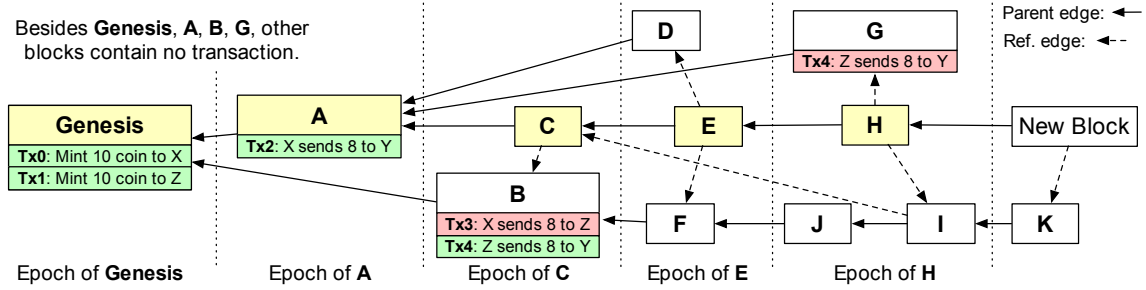 Besides Genesis, A, B, G, other
blocks contain no transaction.
Parent edge:
Ref. edge:
D
G
Tx4: Z sends 8 to Y
Genesis
Tx0: Mint 10 coin to X
Tx1: Mint 10 coin to Z
A
Tx2: X sends 8 to Y
C
E
H
New Block
B
Tx3: X sends 8 to Z
Tx4: Z sends 8 to Y
F
J
I
K
Epoch of Genesis
Epoch of A
Epoch of C
Epoch of E
Epoch of H